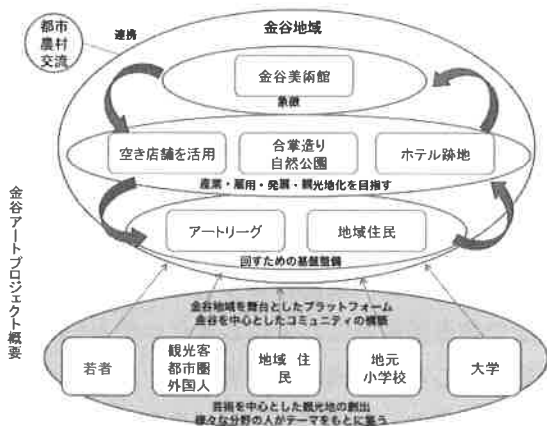 都市
農村
交流
連携
金谷地域
金谷美術館
象徴
空き店舗を活用
合掌造り
自然公園
ホテル跡地
産業・雇用・発展・観光地化を目指す
アートリーグ
地域住民
回すための基盤整備
金谷アートプロジェクト概要
金谷地域を舞台としたプラットフォーム
金谷を中心としたコミュニティの構築
若者
観光客
都市圏
外国人
地域 住
民
地元
小学校
大学
芸術を中心とした観光地の創出
様々な分野の人がテーマをもとに集う